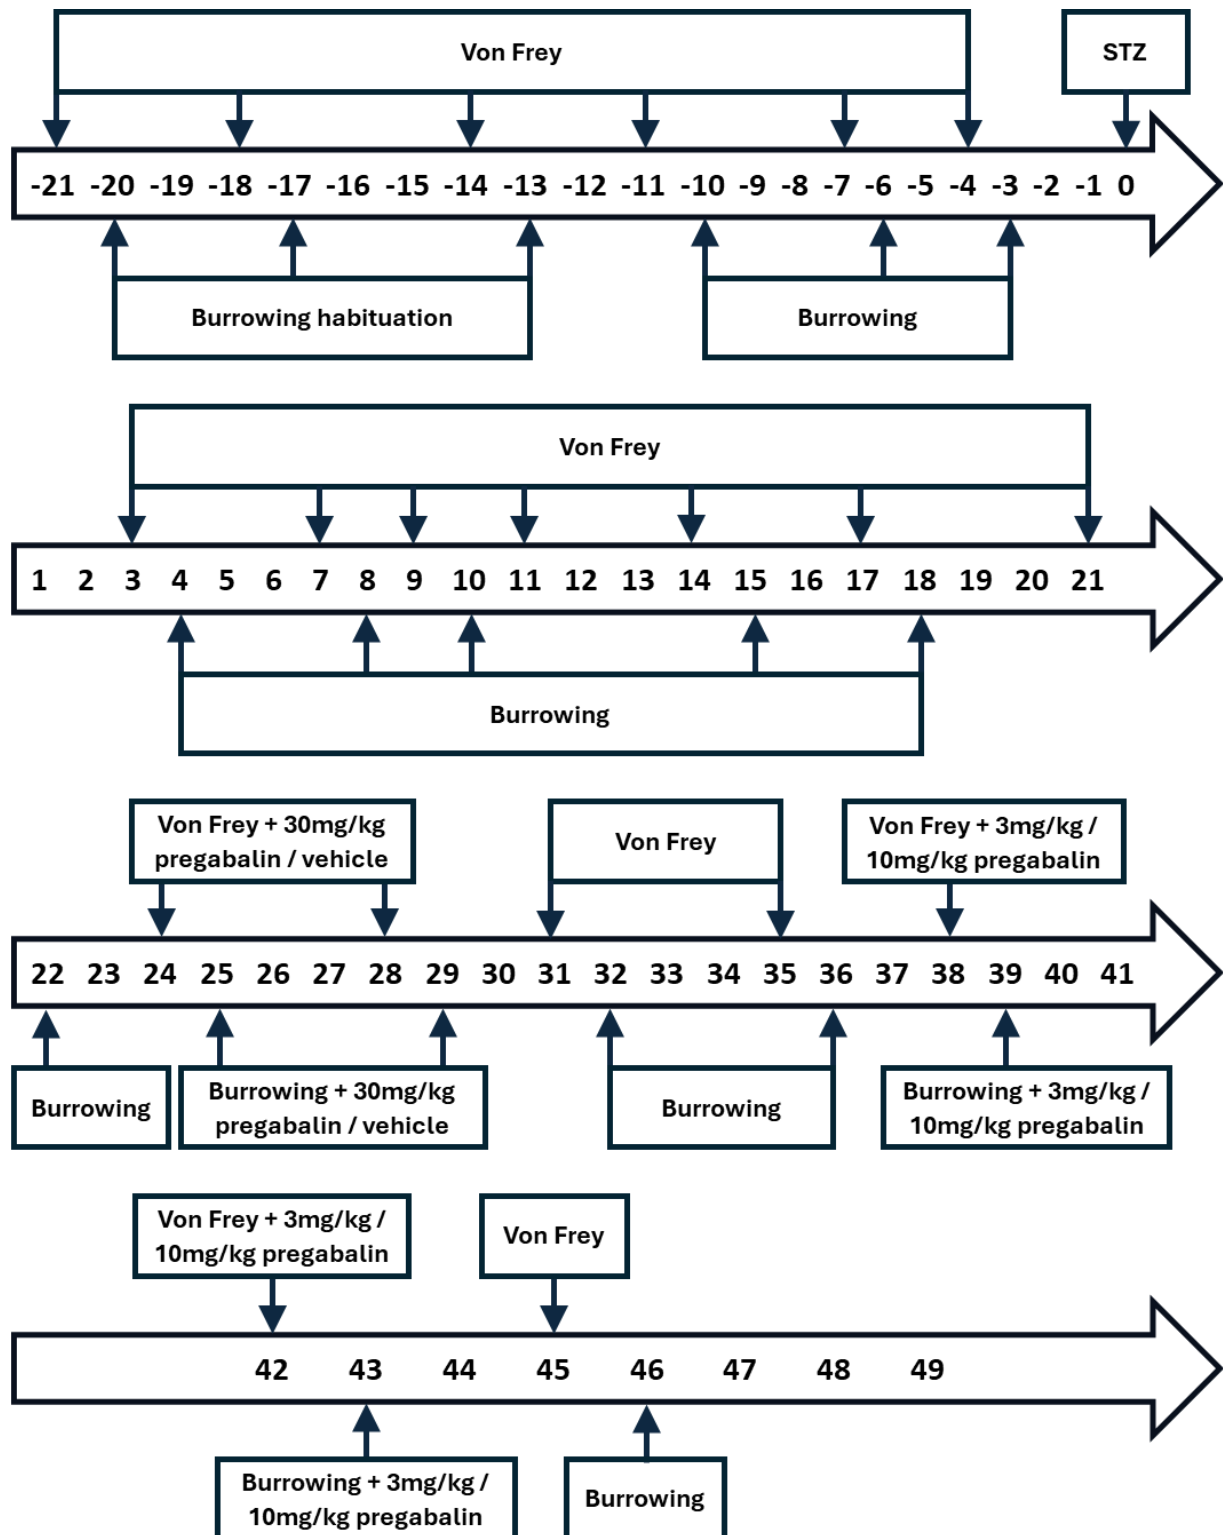 Von Frey
STZ
-21 -20 -19 -18 -17 -16 -15 -14 -13 -12 -11 -10 -9 -8 -7 -6 -5 -4 -3 -2 -1 0
Burrowing habituation
Burrowing
Von Frey
1 2 3 4 5 6 7 8 9 10 11 12 13 14 15 16 17 18 19 20 21
Burrowing
Von Frey + 30mg/kg
pregabalin / vehicle
Von Frey
Von Frey + 3mg/kg /
10mg/kg pregabalin
22 23 24 25 26 27 28 29 30 31 32 33 34 35 36 37 38 39 40 41
Burrowing
Burrowing + 30mg/kg
pregabalin / vehicle
Burrowing
Burrowing + 3mg/kg /
10mg/kg pregabalin
Von Frey + 3mg/kg /
10mg/kg pregabalin
Von Frey
42 43 44 45 46 47 48 49
Burrowing + 3mg/kg /
10mg/kg pregabalin
Burrowing